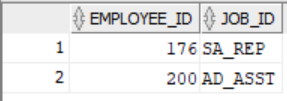 EMPLOYEE_ID JOB_ID
1 176 SA_REP
2 200 AD_ASST